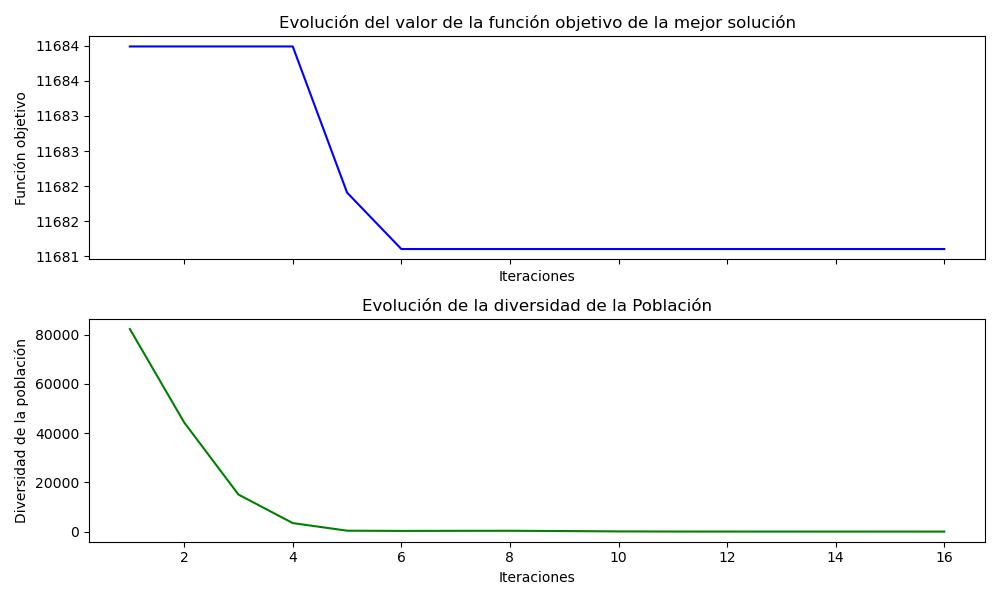 Evolución del valor de la función objetivo de la mejor solución
11684
11684
11683
11683
11682
11682
11681
Función objetivo
Iteraciones
Evolución de la diversidad de la Población
80000
60000
40000
20000
0
Diversidad de la población
2 4 6 8 10 12 14 16
Iteraciones